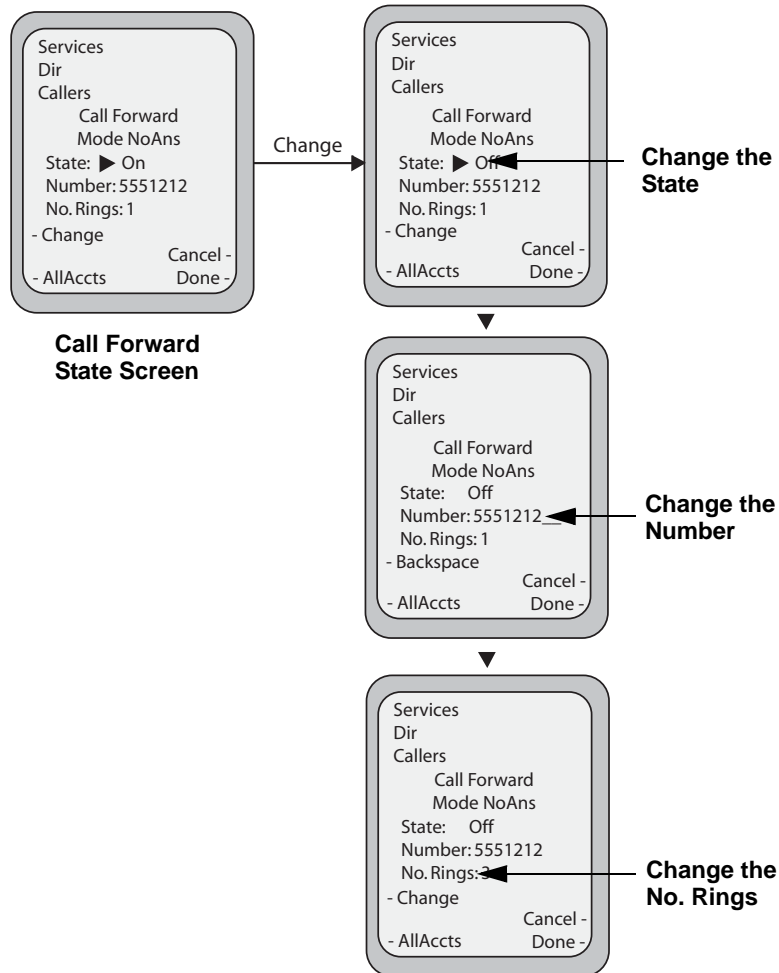 Services
Dir
Callers
Call Forward
Mode NoAns
State: ▶ On
Number: 5551212
No. Rings: 1
- Change
Cancel -
- AllAccts Done -
Call Forward
State Screen
Change
Services
Dir
Callers
Call Forward
Mode NoAns
State: ▶ Off
Number: 5551212
No. Rings: 1
- Change
Cancel -
- AllAccts Done -
Change the
State
Services
Dir
Callers
Call Forward
Mode NoAns
State: Off
Number: 5551212__
No. Rings: 1
- Backspace
Cancel -
- AllAccts Done -
Change the
Number
Services
Dir
Callers
Call Forward
Mode NoAns
State: Off
Number: 5551212
No. Rings: 3
- Change
Cancel -
- AllAccts Done -
Change the
No. Rings